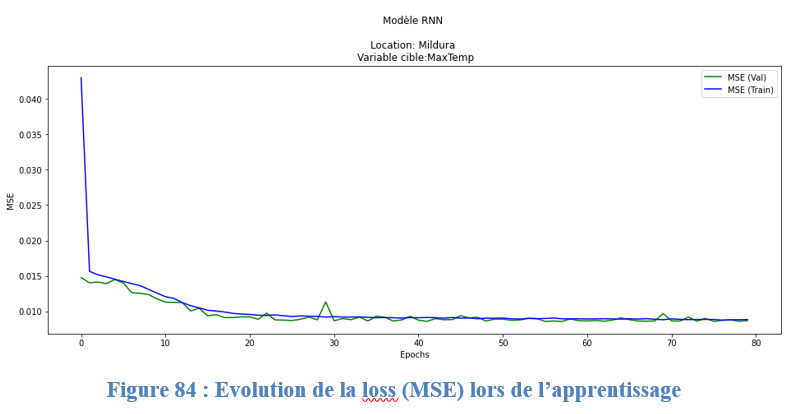 Modèle RNN
Location: Mildura
Variable cible:MaxTemp
MSE (Val)
MSE (Train)
0.040
0.035
0.030
0.025
0.020
0.015
0.010
MSE
0 10 20 30 40 50 60 70 80
Epochs
Figure 84 : Evolution de la loss (MSE) lors de l’apprentissage